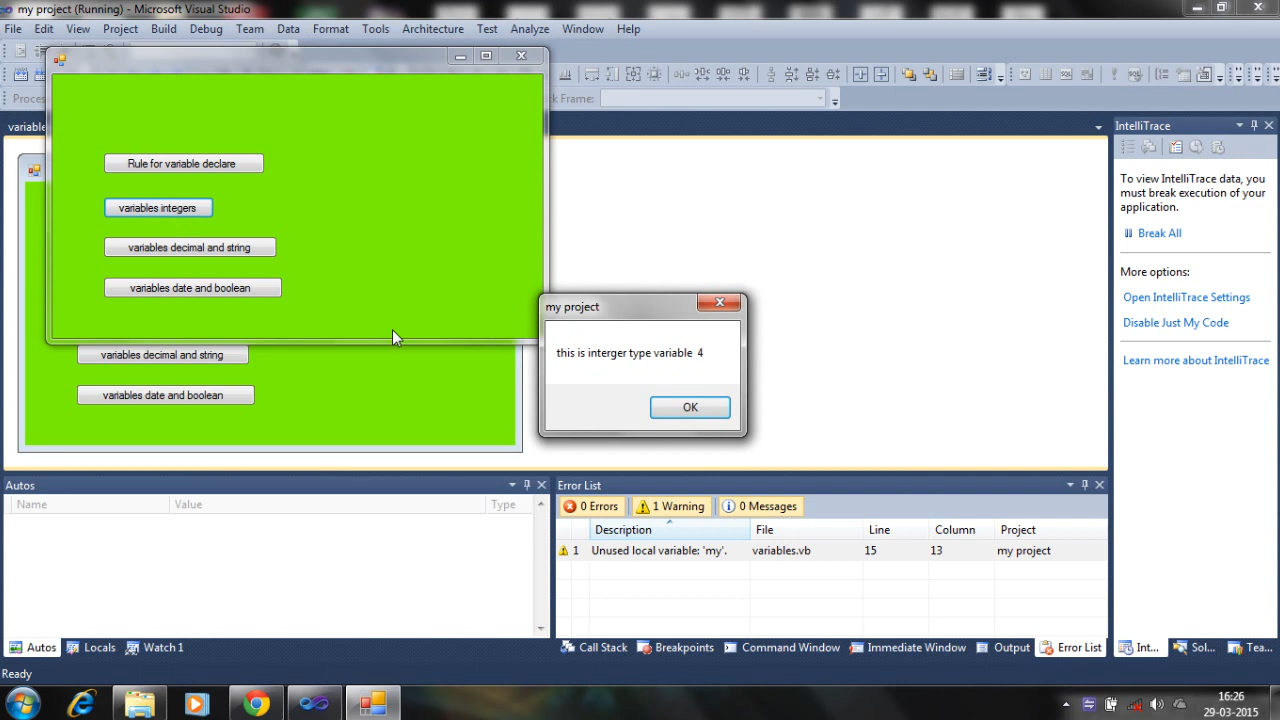 my project (Running) - Microsoft Visual Studio
File Edit View Project Build Debug Team Data Format Tools Architecture Test Analyze Window Help
Frame:
IntelliTrace
Rule for variable declare
variables integers
variables decimal and string
variables date and boolean
variables decimal and string
variables date and boolean
my project
this is interger type variable 4
OK
To view IntelliTrace data, you
must break execution of your
application.
Break All
More options:
Open IntelliTrace Settings
Disable Just My Code
Learn more about IntelliTrace
Autos
Name Value Type
Error List
0 Errors 1 Warning 0 Messages
Description File Line Column Project
1 Unused local variable: 'my'. variables.vb 15 13 my project
Autos Locals Watch 1
Call Stack Breakpoints Command Window Immediate Window Output Error List
Int... Sol... Tea...
Ready
16:26
29-03-2015